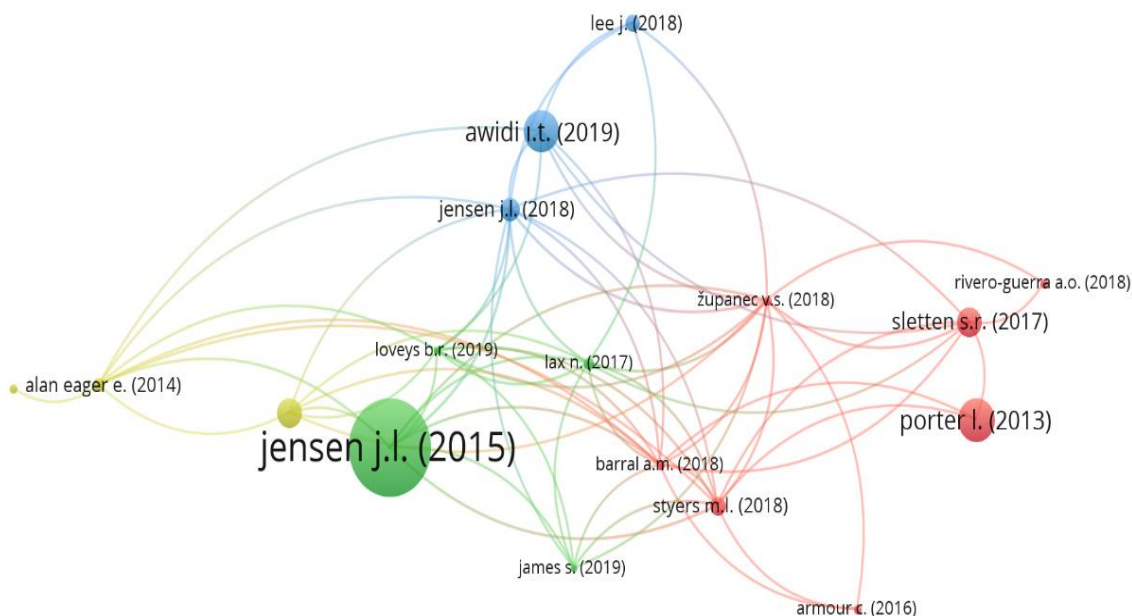 lee j. (2018)
awidi ı.t. (2019)
jensen j.l. (2018)
rivero-guerra a.o. (2018)
županec v.s. (2018)
sletten s.r. (2017)
loveys b.r. (2019)
lax n. (2017)
alan eager e. (2014)
porter l. (2013)
jensen j.l. (2015)
barral a.m. (2018)
styers m.l. (2018)
james s. (2019)
armour c. (2016)